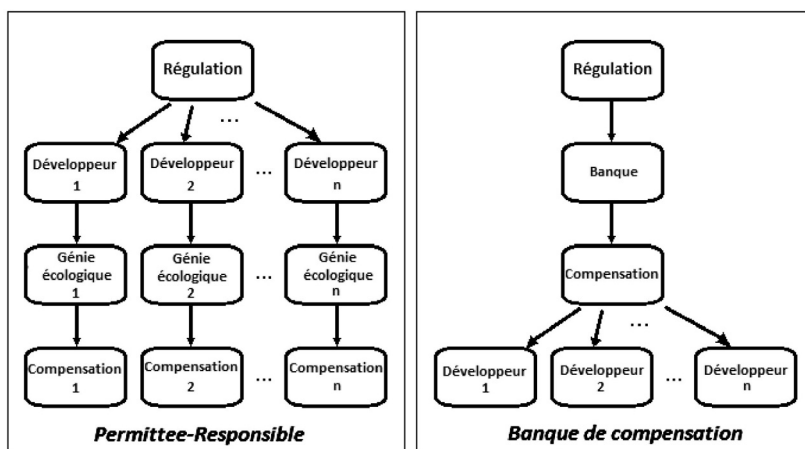 Régulation
...
Développeur
1
Développeur
2
...
Développeur
n
Génie
écologique
1
Génie
écologique
2
...
Génie
écologique
n
Compensation
1
Compensation
2
...
Compensation
n
Permittee-Responsible
Régulation
Banque
Compensation
...
Développeur
1
Développeur
2
...
Développeur
n
Banque de compensation